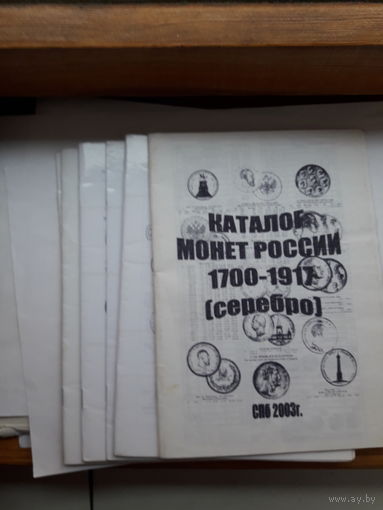 КАТАЛОГ
МОНЕТ РОССИИ
1700-1917
(серебро)
СПб 2003г.
www.ay.by